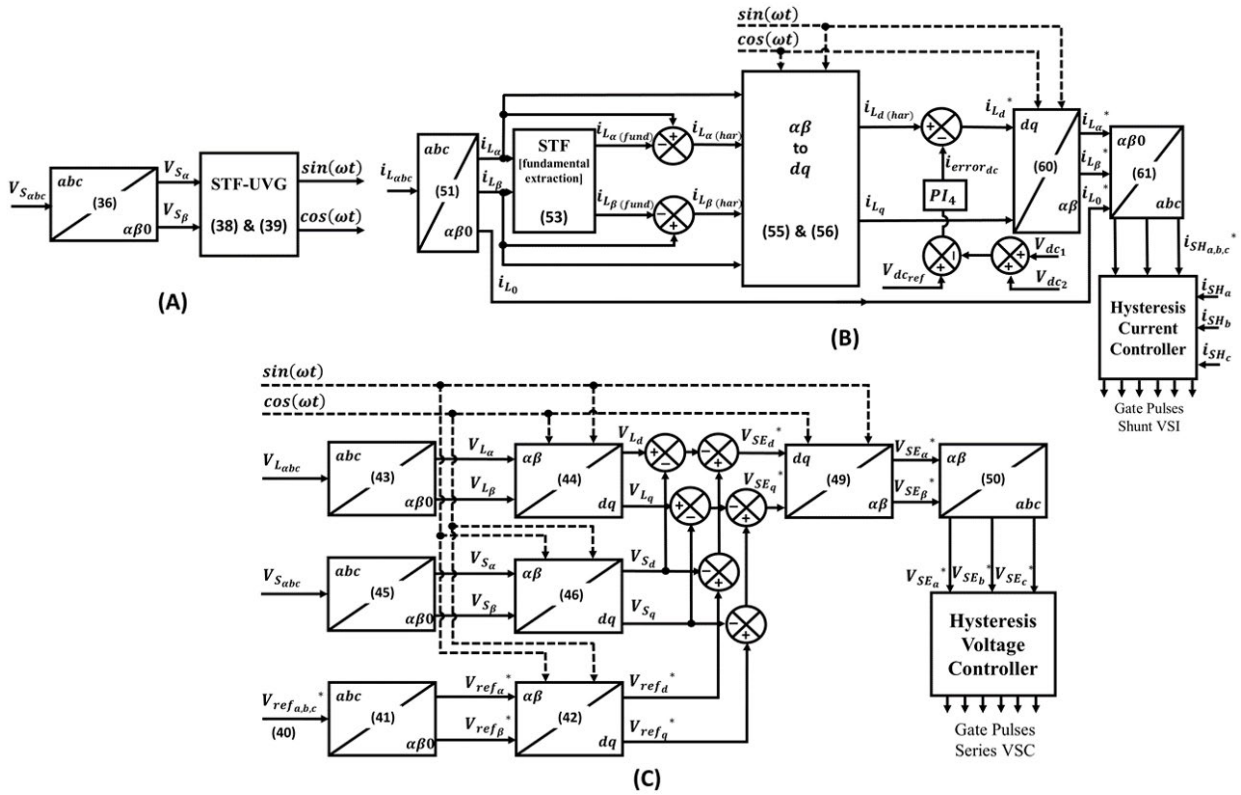 sin(ωt)
cos(ωt)
V_Sabc
abc
(36)
αβ0
V_Sα
V_Sβ
STF-UVG
(38) & (39)
sin(ωt)
cos(ωt)
(A)
i_Labc
abc
(51)
αβ0
i_Lα
i_Lβ
i_L0
STF
[fundamental
extraction]
(53)
i_Lα(fund)
i_Lβ(fund)
- +
- +
i_Lα(har)
i_Lβ(har)
αβ
to
dq
(55) & (56)
i_Ld(har)
i_Lq
+ -
i_Ld*
i_error_dc
PI_4
- +
+ +
V_dc_ref
V_dc1
V_dc2
dq
(60)
αβ
i_Lα*
i_Lβ*
i_L0*
αβ0
(61)
abc
i_SH_a,b,c*
Hysteresis
Current
Controller
i_SHa
i_SHb
i_SHc
Gate Pulses
Shunt VSI
(B)
sin(ωt)
cos(ωt)
V_Labc
abc
(43)
αβ0
V_Lα
V_Lβ
αβ
(44)
dq
V_Ld
V_Lq
+ -
- +
+ -
- +
V_SEd*
V_SEq*
dq
(49)
αβ
V_SEα*
V_SEβ*
αβ
(50)
abc
V_Sabc
abc
(45)
αβ0
V_Sα
V_Sβ
αβ
(46)
dq
V_Sd
V_Sq
- +
- +
V_SEa*
V_SEb*
V_SEc*
Hysteresis
Voltage
Controller
Gate Pulses
Series VSC
V_ref_a,b,c*
(40)
abc
(41)
αβ0
V_refα*
V_refβ*
αβ
(42)
dq
V_refd*
V_refq*
(C)